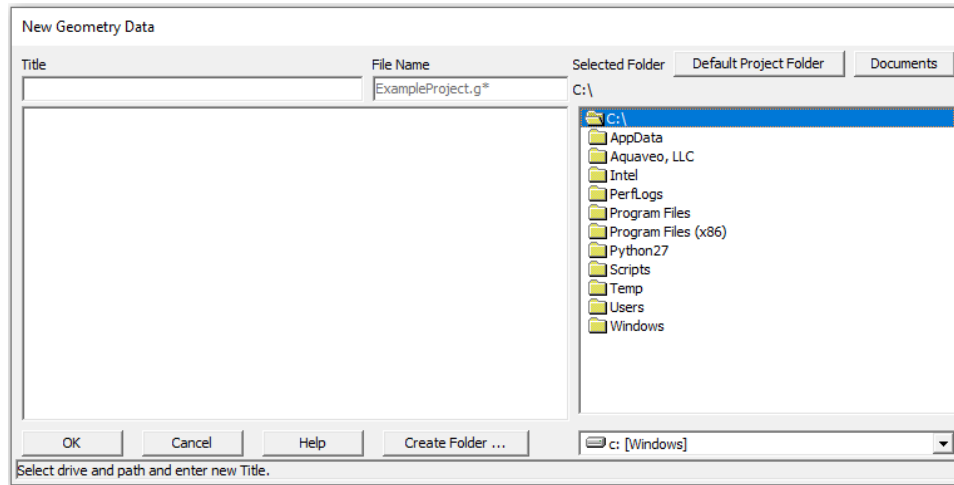 New Geometry Data
Title
File Name
Selected Folder
Default Project Folder
Documents
ExampleProject.g*
C:\
C:\
AppData
Aquaveo, LLC
Intel
PerfLogs
Program Files
Program Files (x86)
Python27
Scripts
Temp
Users
Windows
OK
Cancel
Help
Create Folder ...
c: [Windows]
Select drive and path and enter new Title.